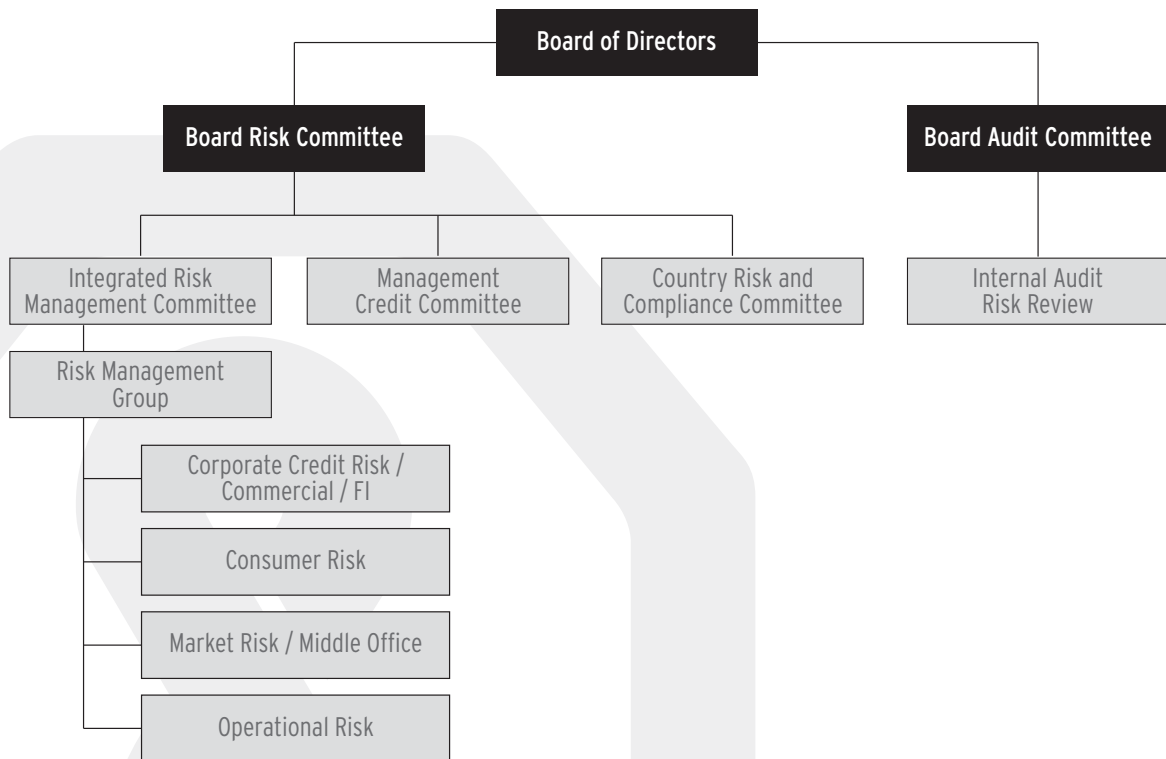 Board of Directors
Board Risk Committee
Board Audit Committee
Integrated Risk
Management Committee
Management
Credit Committee
Country Risk and
Compliance Committee
Internal Audit
Risk Review
Risk Management
Group
Corporate Credit Risk /
Commercial / FI
Consumer Risk
Market Risk / Middle Office
Operational Risk